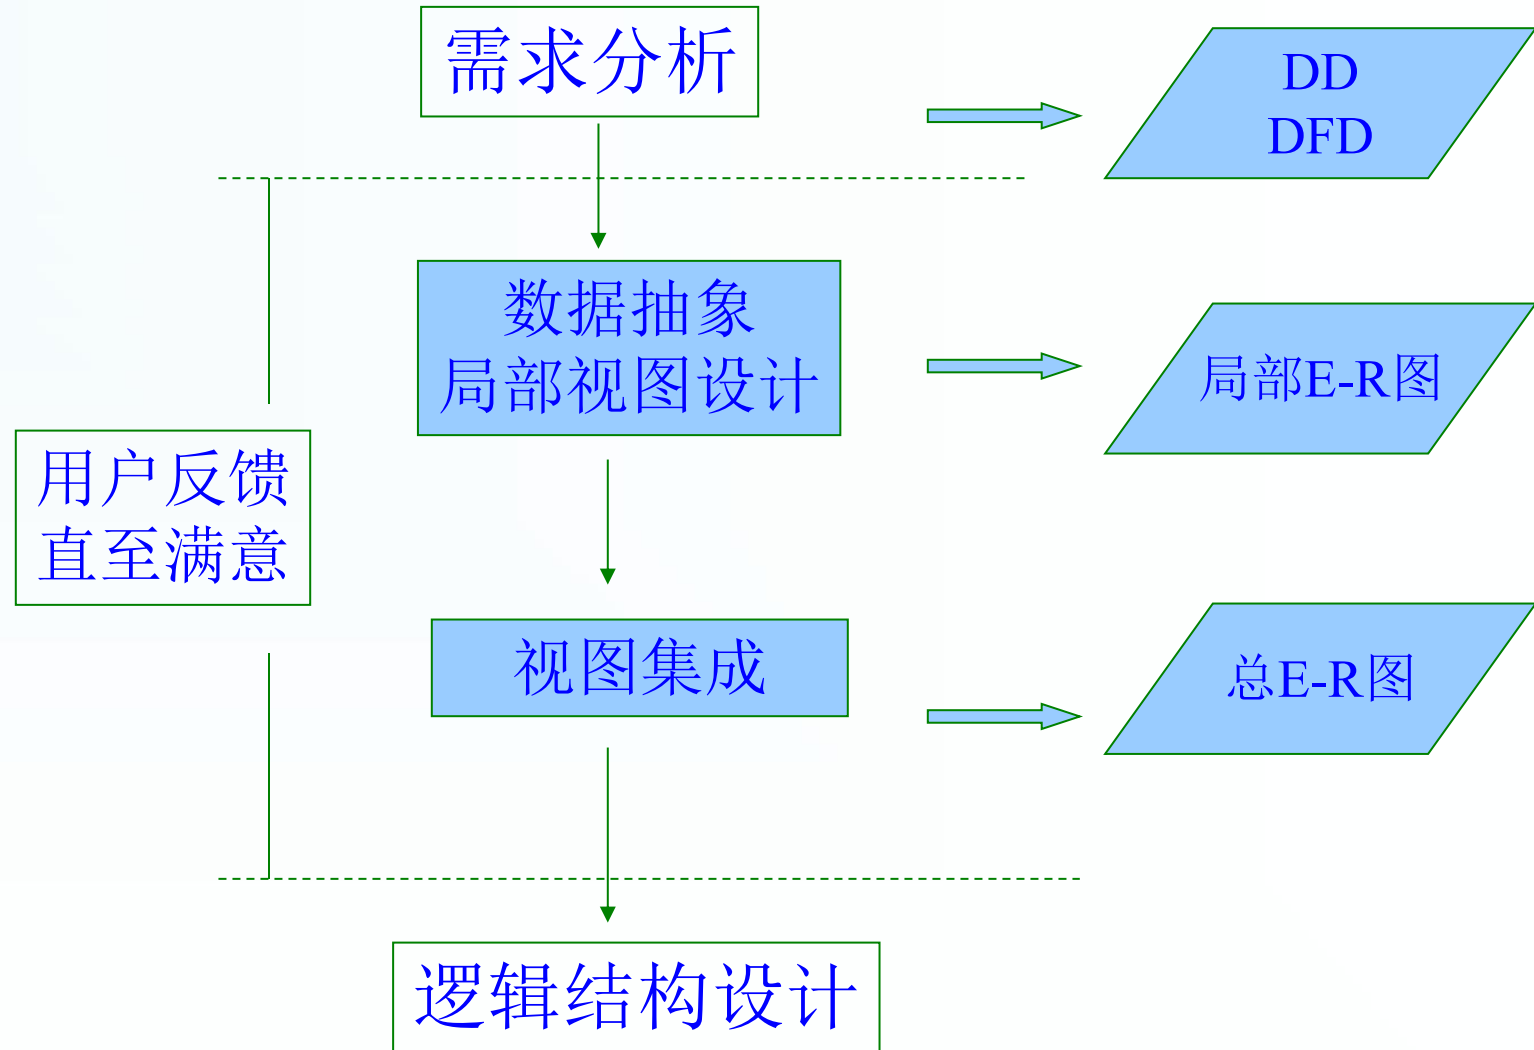 需求分析
DD
DFD
数据抽象
局部视图设计
局部E-R图
用户反馈
直至满意
视图集成
总E-R图
逻辑结构设计